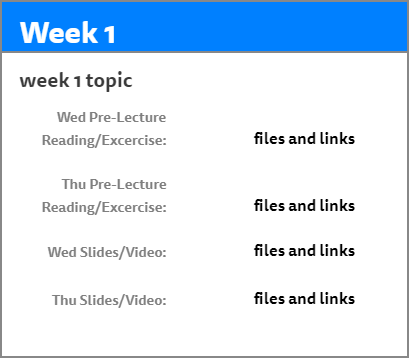 Week 1
week 1 topic
Wed Pre-Lecture
Reading/Excercise:
files and links
Thu Pre-Lecture
Reading/Excercise:
files and links
Wed Slides/Video:
files and links
Thu Slides/Video:
files and links